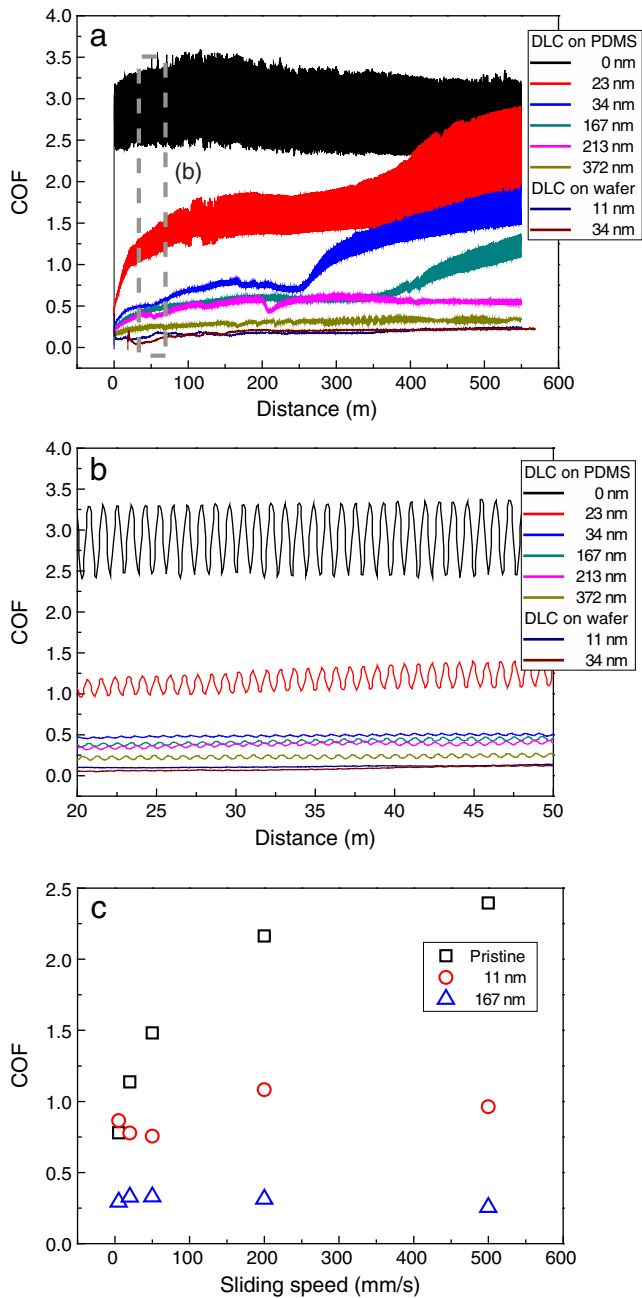 a
DLC on PDMS
0 nm
23 nm
34 nm
167 nm
213 nm
372 nm
DLC on wafer
11 nm
34 nm
(b)
4.0
3.5
3.0
2.5
2.0
1.5
1.0
0.5
0.0
COF
0 100 200 300 400 500 600
Distance (m)
b
DLC on PDMS
0 nm
23 nm
34 nm
167 nm
213 nm
372 nm
DLC on wafer
11 nm
34 nm
4.0
3.5
3.0
2.5
2.0
1.5
1.0
0.5
0.0
COF
20 25 30 35 40 45 50
Distance (m)
c
Pristine
11 nm
167 nm
2.5
2.0
1.5
1.0
0.5
0.0
COF
0 100 200 300 400 500 600
Sliding speed (mm/s)